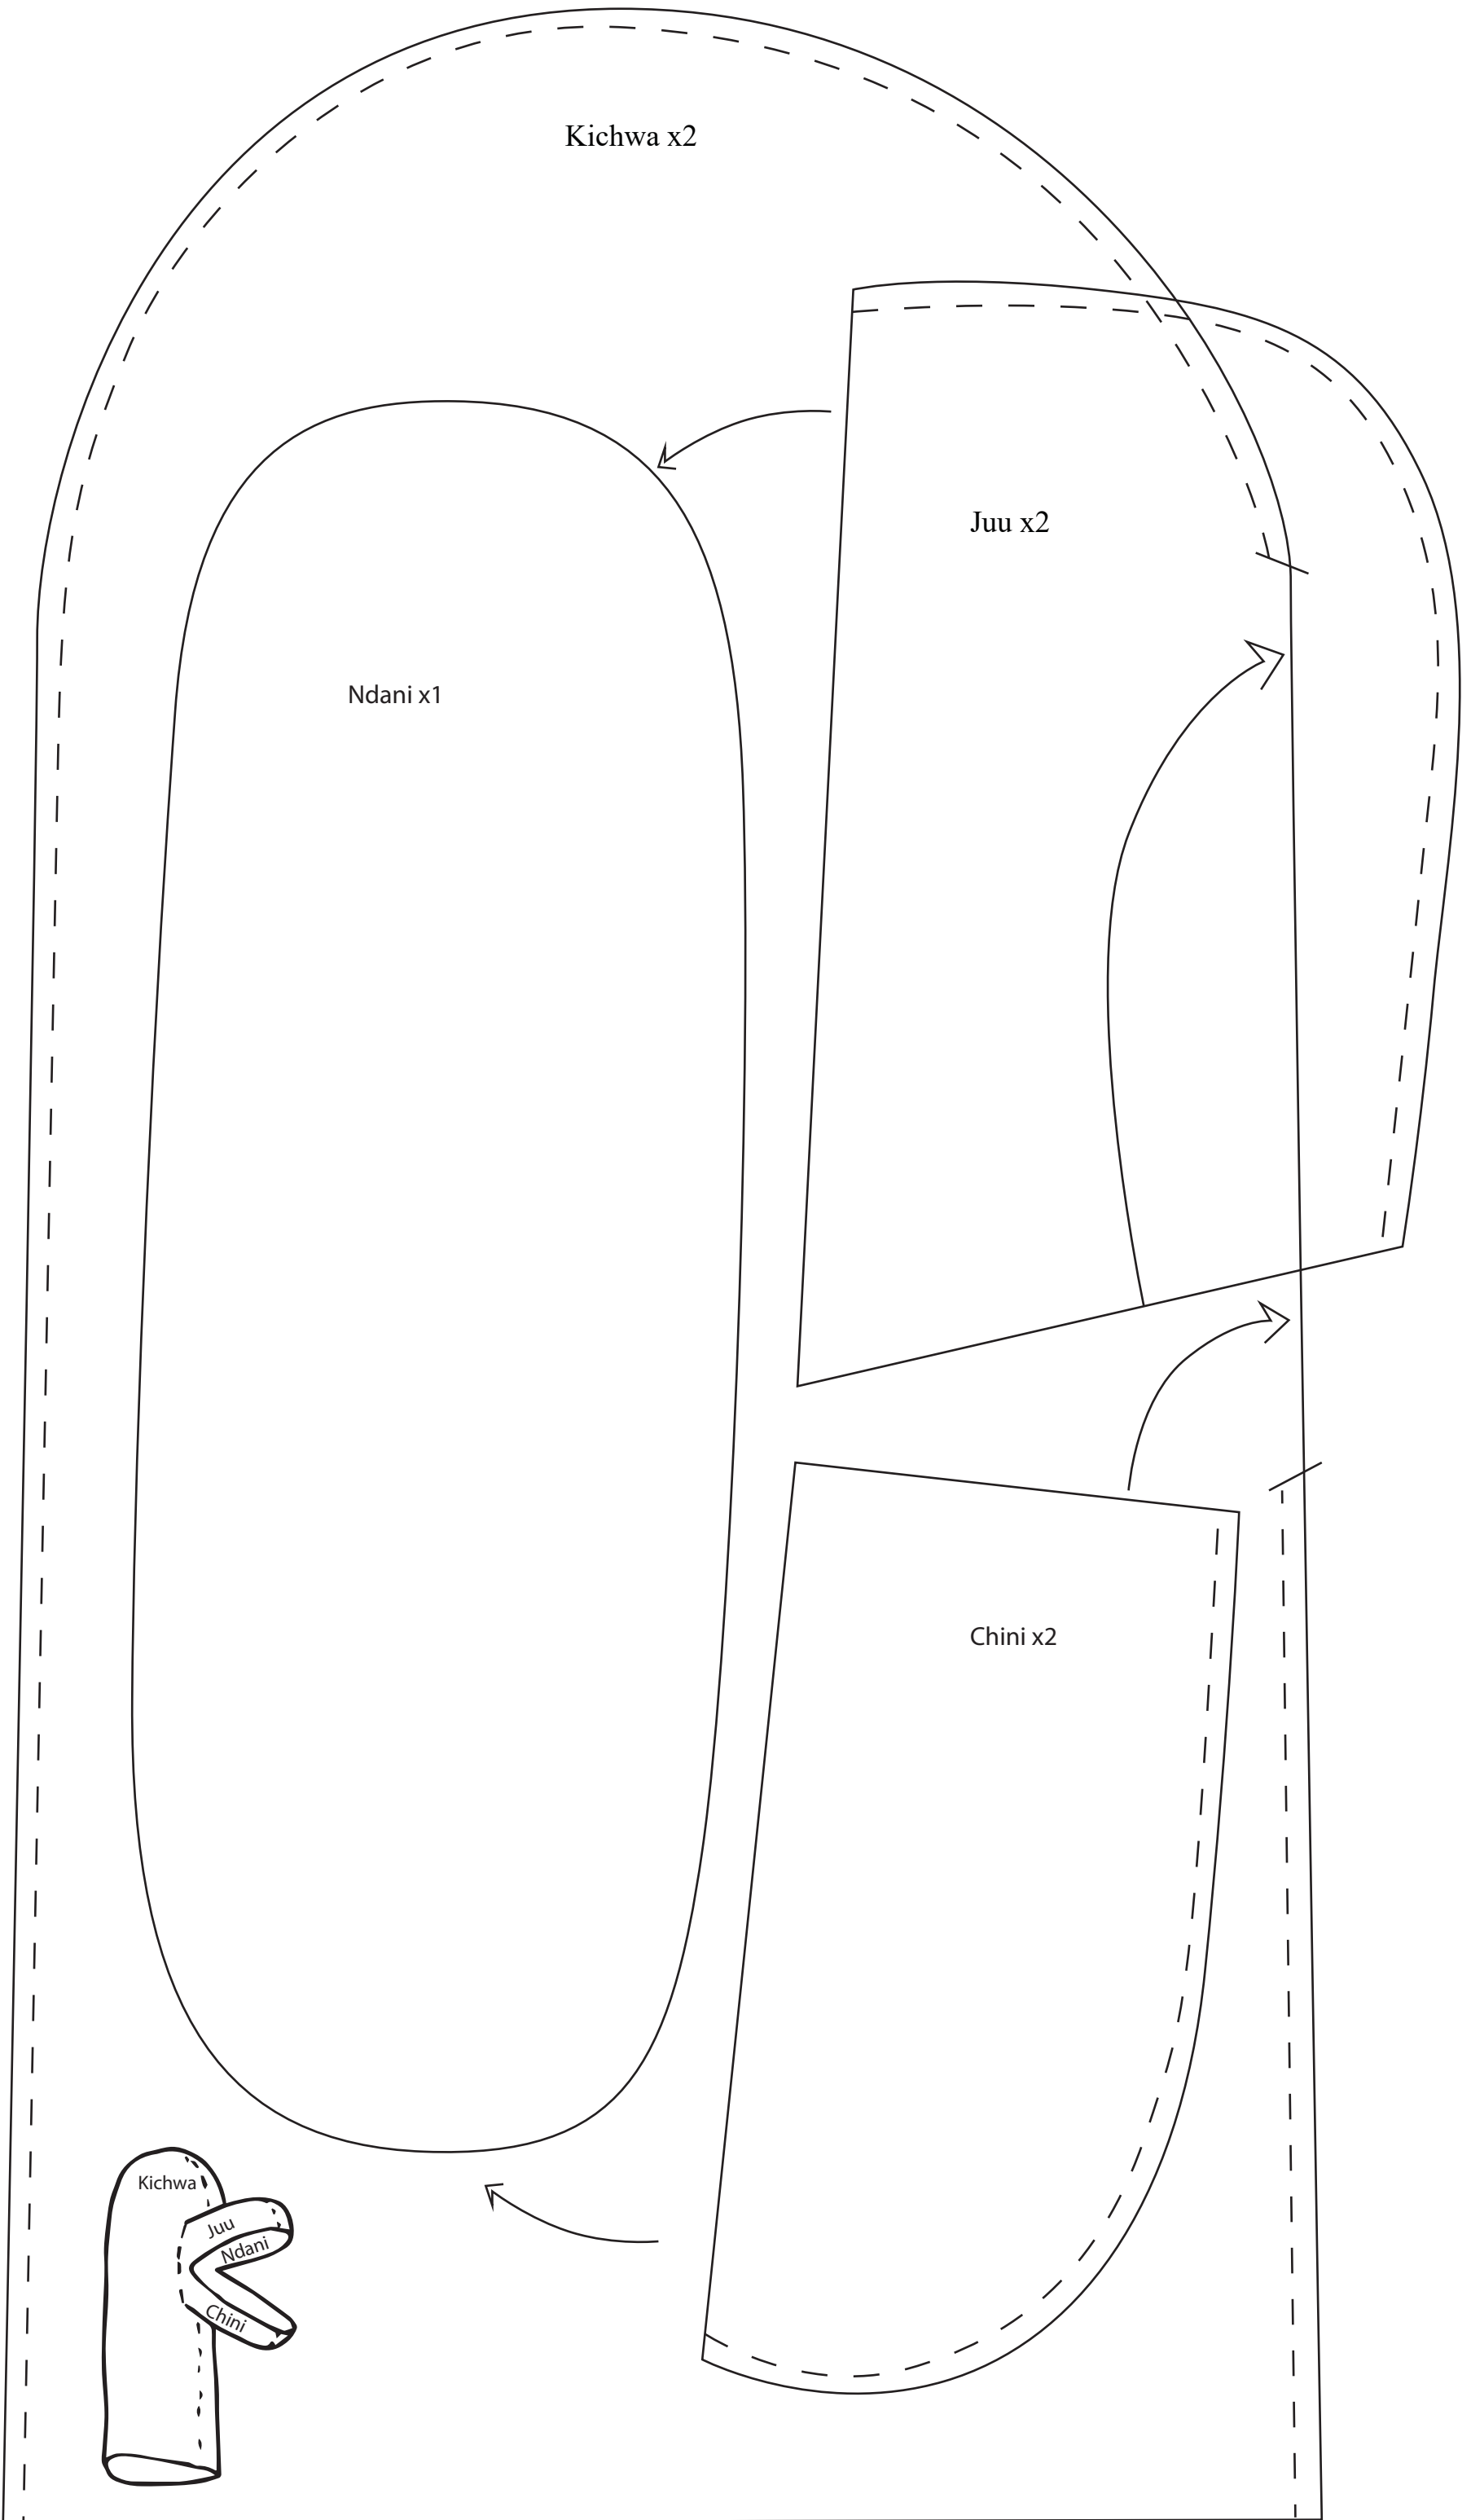 Kichwa x2
Juu x2
Ndani x1
Chini x2
Kichwa
Juu
Ndani
Chini